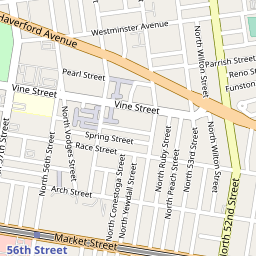 Haverford Avenue
Westminster Avenue
North Wilton Street
Parrish Street
Reno St
Funston
Pearl Street
Vine Street
Vine Street
Spring Street
Race Street
North Vodges Street
North 56th Street
57th Street
Arch Street
North Conestoga Street
North Yewdall Street
North Ruby Street
North Peach Street
North 53rd Street
North Wilton Street
North 52nd Street
Market Street
56th Street